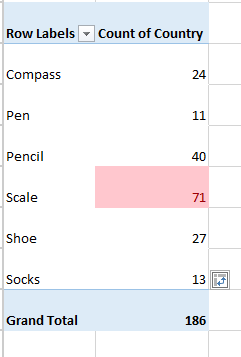 Row Labels Count of Country
Compass 24
Pen 11
Pencil 40
Scale 71
Shoe 27
Socks 13
Grand Total 186